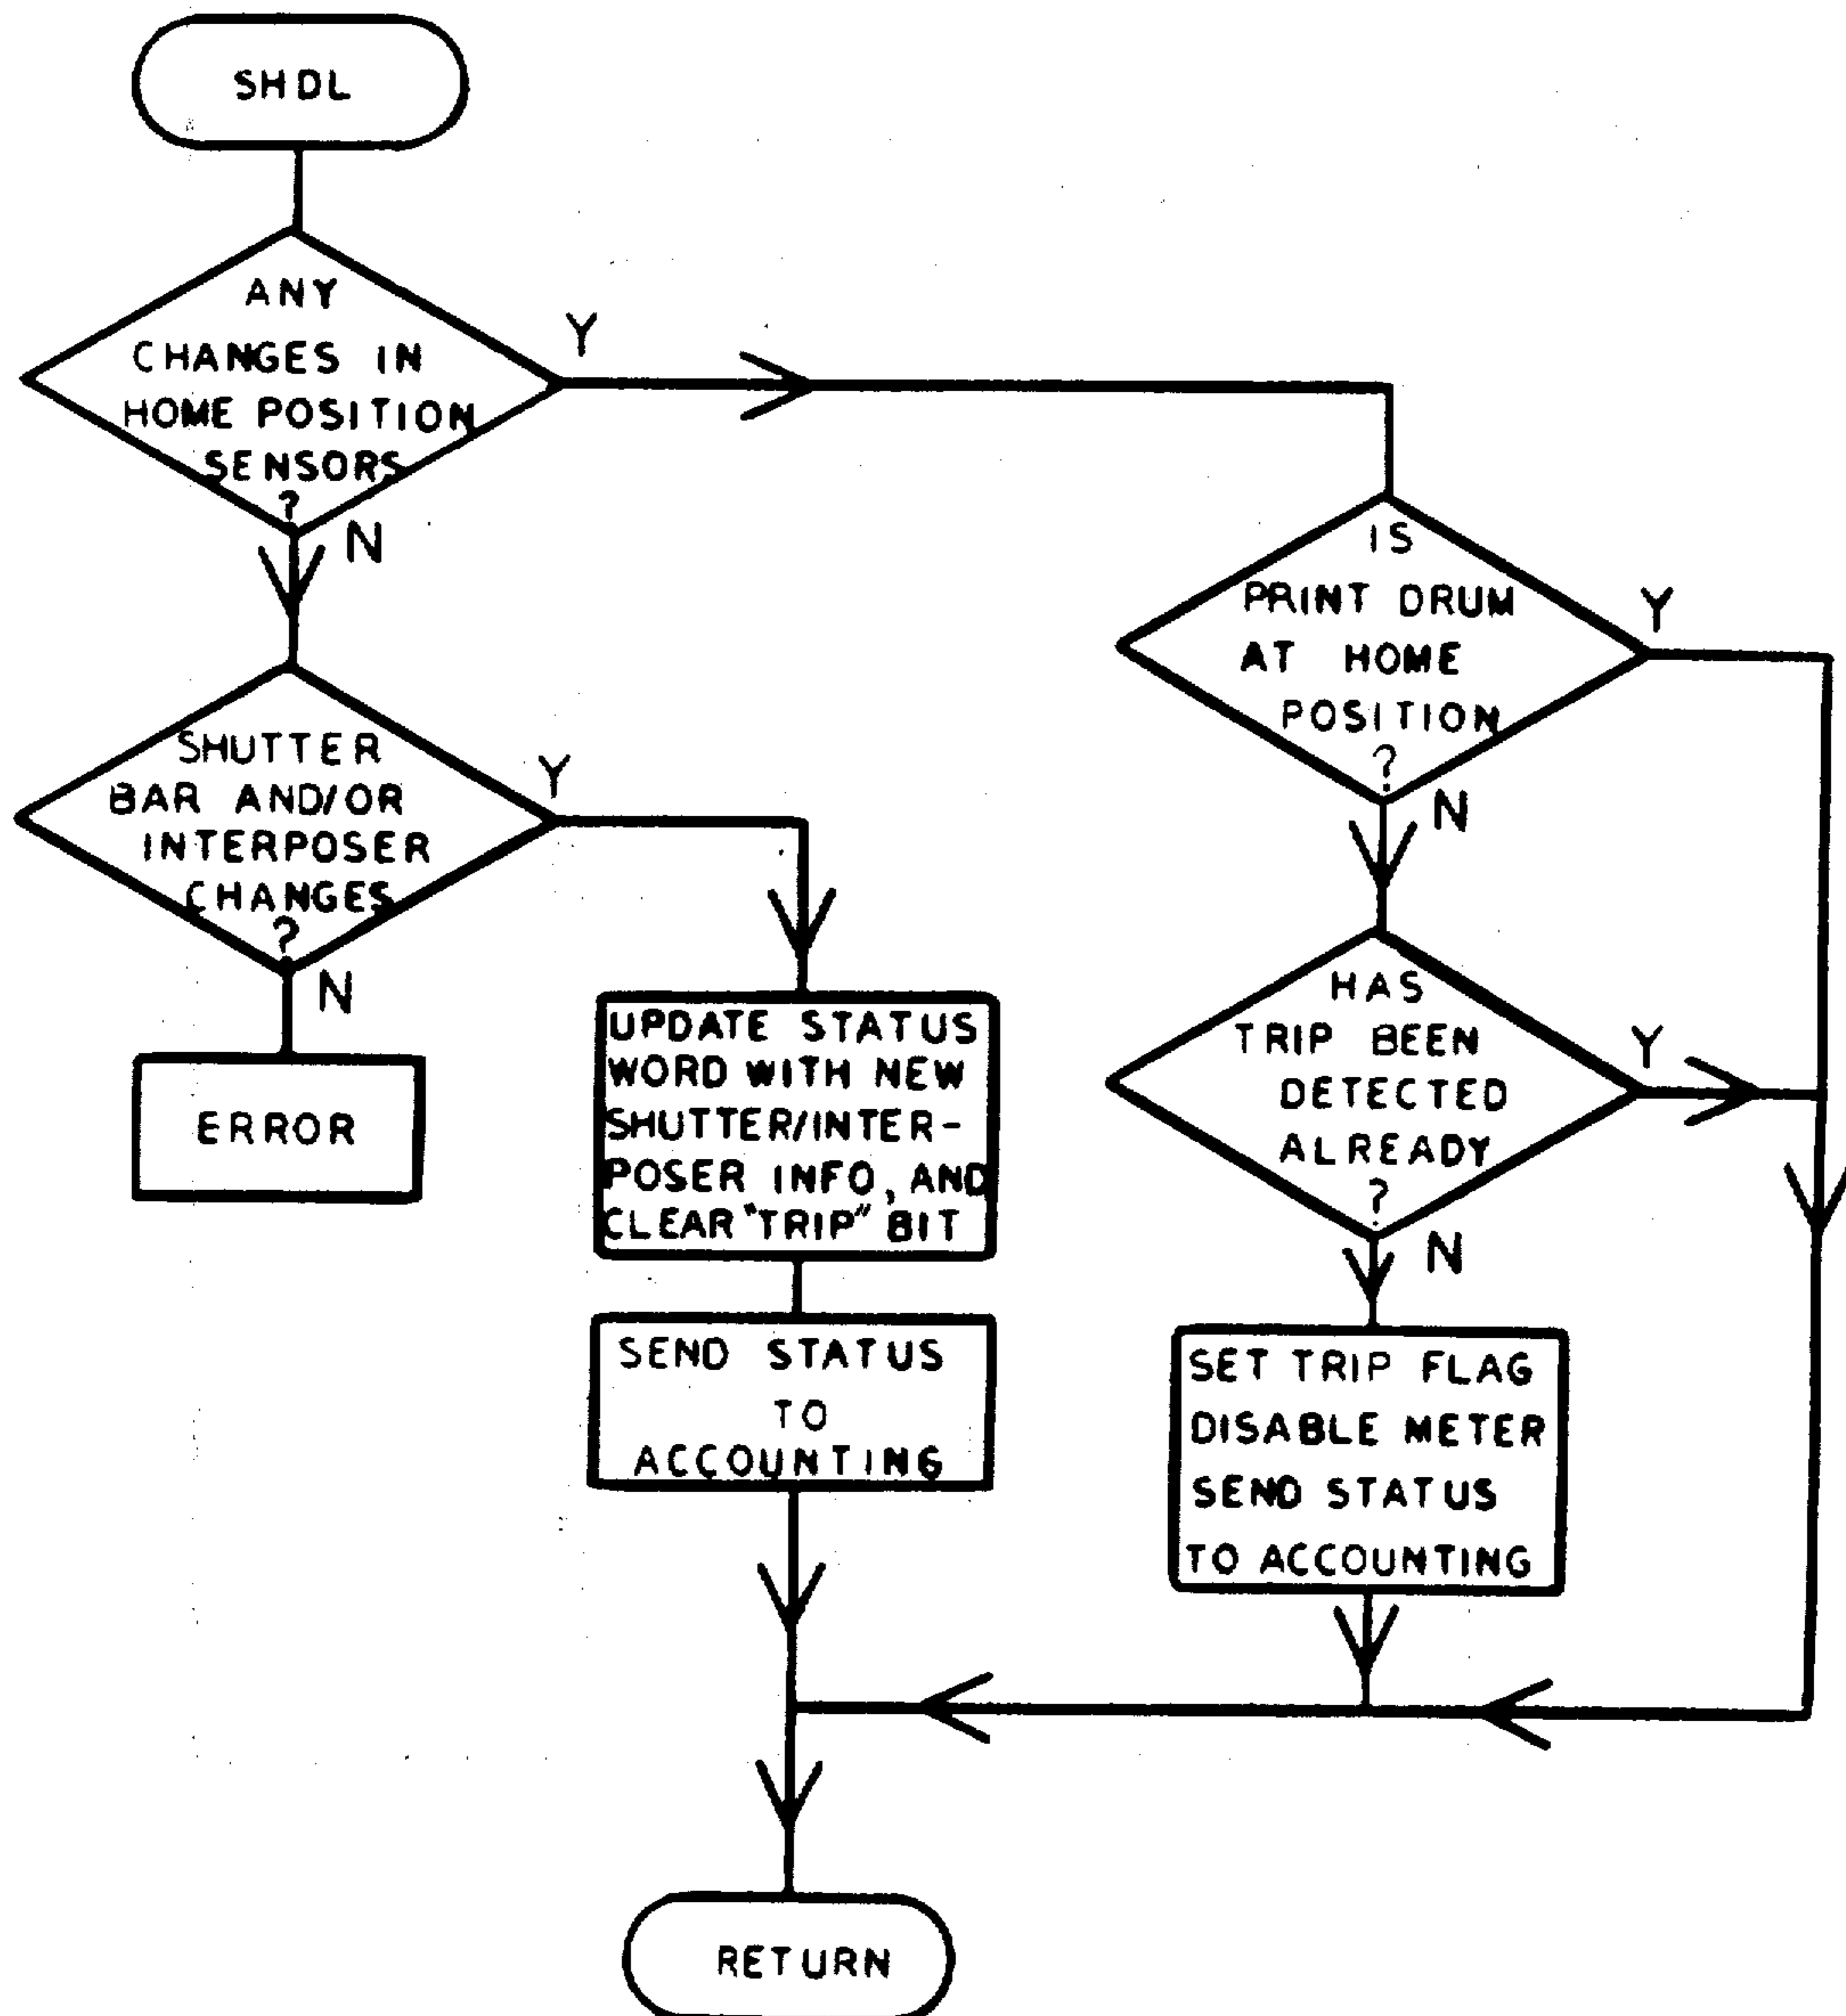 SHDL
ANY
CHANGES IN
HOME POSITION
SENSORS
?
Y
N
IS
PRINT DRUM
AT HOME
POSITION
?
Y
N
SHUTTER
BAR AND/OR
INTERPOSER
CHANGES
?
Y
N
ERROR
UPDATE STATUS
WORD WITH NEW
SHUTTER/INTER-
POSER INFO, AND
CLEAR "TRIP" BIT
SEND STATUS
TO
ACCOUNTING
HAS
TRIP BEEN
DETECTED
ALREADY
?
Y
N
SET TRIP FLAG
DISABLE METER
SEND STATUS
TO ACCOUNTING
RETURN